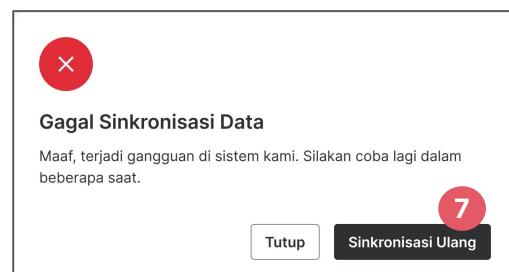 Gagal Sinkronisasi Data
Maaf, terjadi gangguan di sistem kami. Silakan coba lagi dalam
beberapa saat.
7
Tutup
Sinkronisasi Ulang